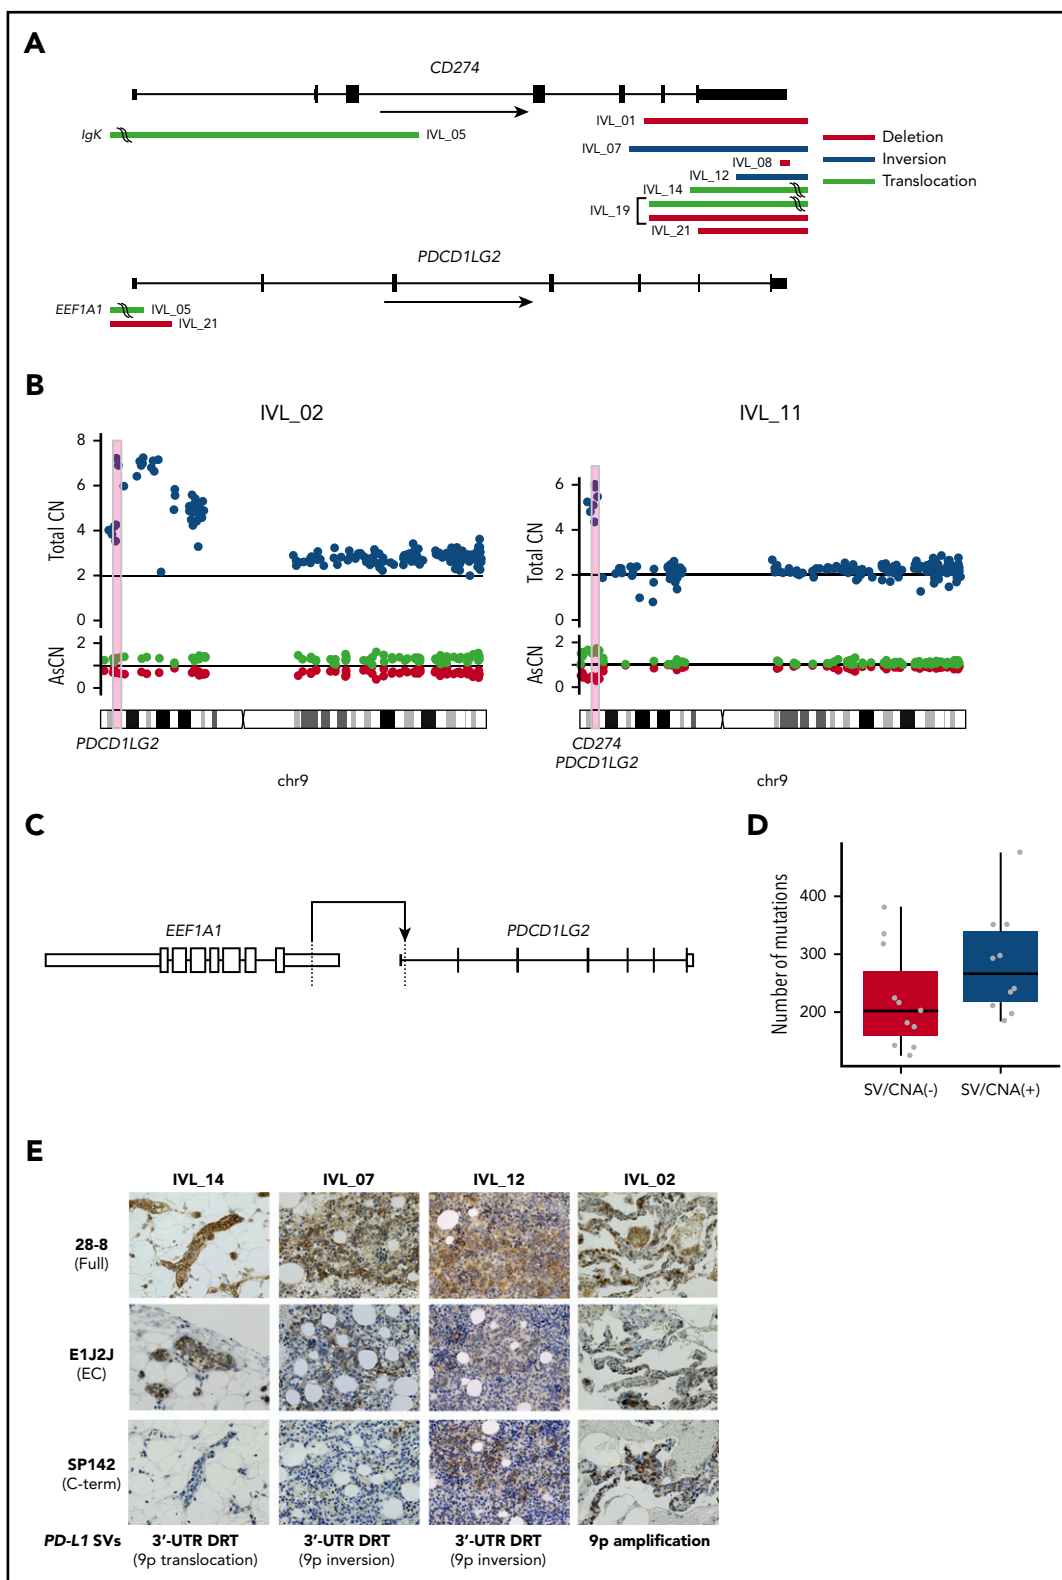 A
CD274
IgK
IVL_05
IVL_01
IVL_07
IVL_08
IVL_12
IVL_14
IVL_19
IVL_21
Deletion
Inversion
Translocation
PDCD1LG2
EEF1A1
IVL_05
IVL_21
B
IVL_02
Total CN
8
6
4
2
0
AsCN
2
0
PDCD1LG2
chr9
IVL_11
Total CN
6
4
2
0
AsCN
2
0
CD274
PDCD1LG2
chr9
C
EEF1A1
PDCD1LG2
D
Number of mutations
400
300
200
SV/CNA(-)
SV/CNA(+)
E
IVL_14 IVL_07 IVL_12 IVL_02
28-8
(Full)
E1J2J
(EC)
SP142
(C-term)
PD-L1 SVs
3′-UTR DRT
(9p translocation)
3′-UTR DRT
(9p inversion)
3′-UTR DRT
(9p inversion)
9p amplification